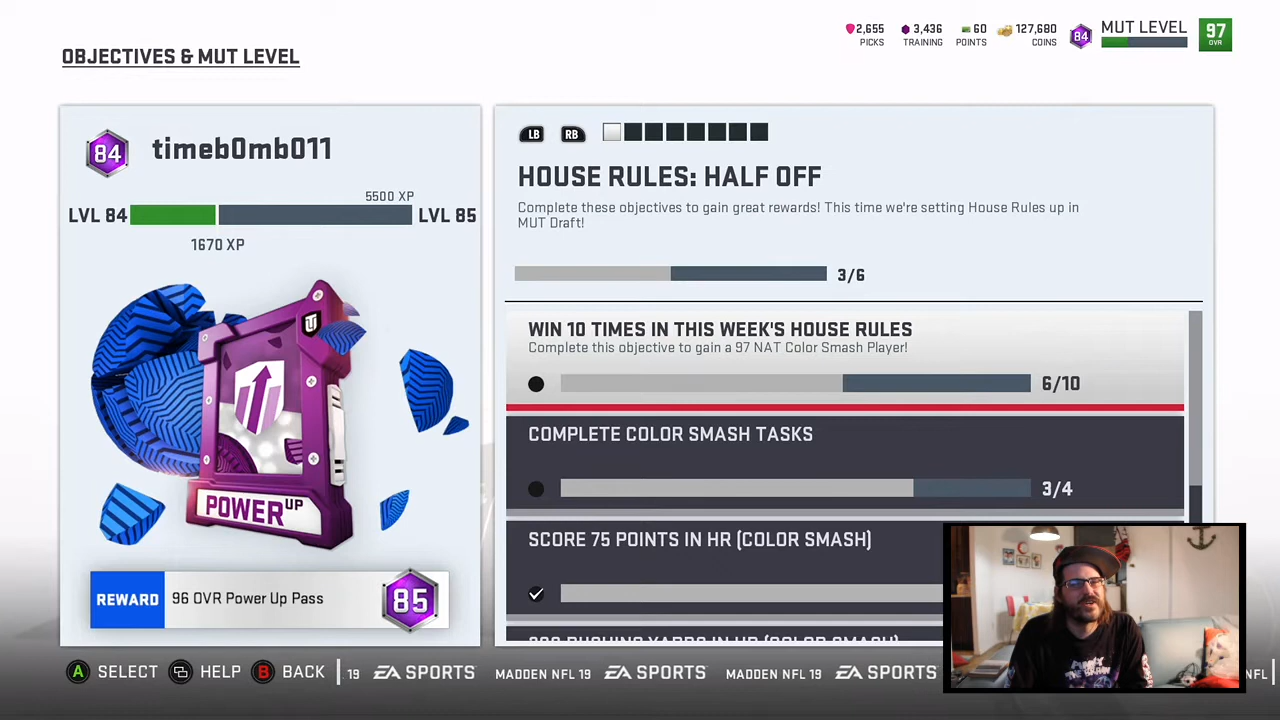 OBJECTIVES & MUT LEVEL
2,655 PICKS
3,436 TRAINING
60 POINTS
127,680 COINS
84
MUT LEVEL
97 OVR
84
timeb0mb011
5500 XP
LVL 84
LVL 85
1670 XP
POWER UP
REWARD
96 OVR Power Up Pass
85
LB
RB
HOUSE RULES: HALF OFF
Complete these objectives to gain great rewards! This time we're setting House Rules up in
MUT Draft!
3/6
WIN 10 TIMES IN THIS WEEK'S HOUSE RULES
Complete this objective to gain a 97 NAT Color Smash Player!
6/10
COMPLETE COLOR SMASH TASKS
3/4
SCORE 75 POINTS IN HR (COLOR SMASH)
A SELECT
HELP
B BACK
19 EA SPORTS MADDEN NFL 19 EA SPORTS MADDEN NFL 19 EA SPORTS
NFL